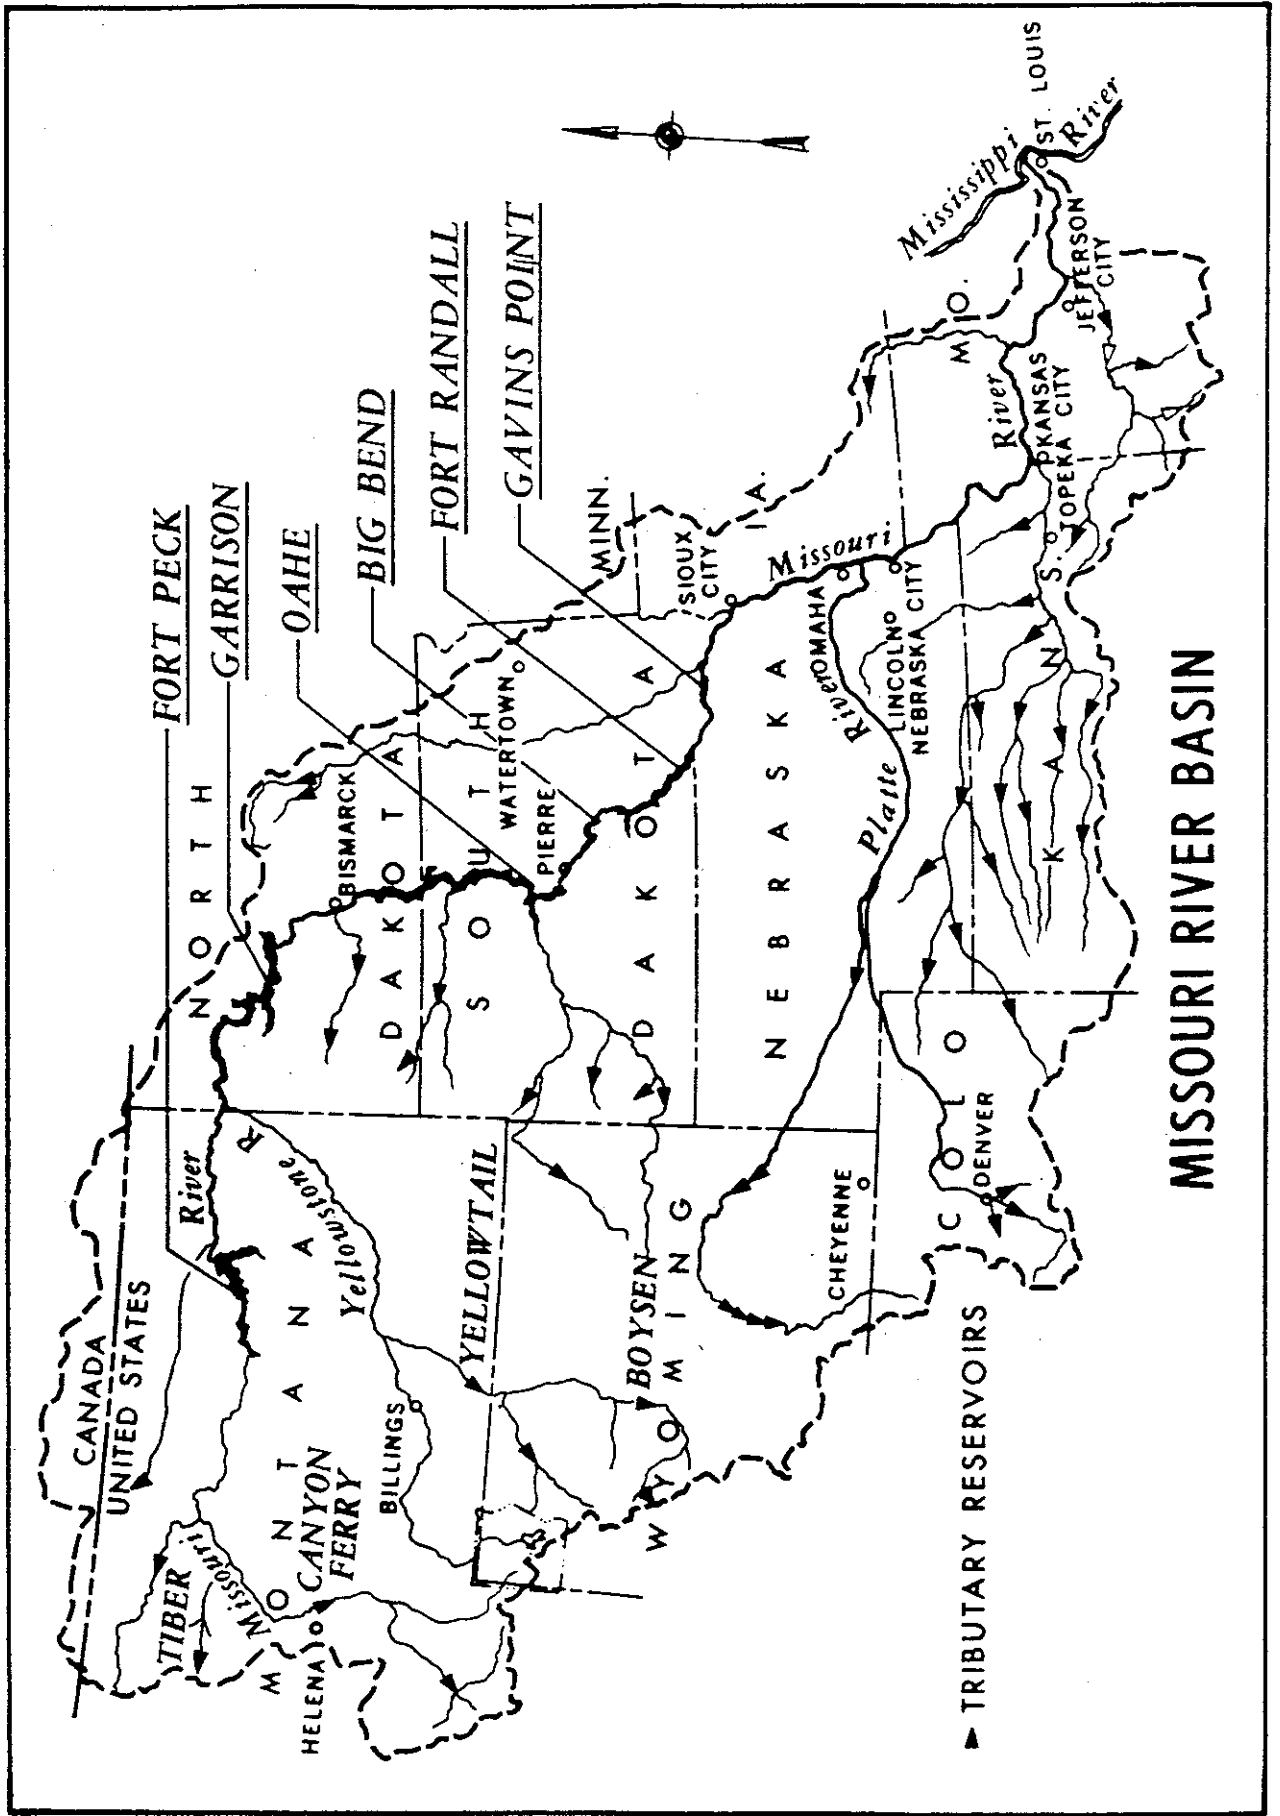 FORT PECK
GARRISON
OAHE
BIG BEND
FORT RANDALL
GAVINS POINT
CANADA
UNITED STATES
River
NORTH
DAKOTA
MINN.
TIBER
Missouri
MONTANA
CANYON
FERRY
HELENA
BILLINGS
Yellowstone
R
BISMARCK
SOUTH
DAKOTA
WATERTOWN
PIERRE
SIOUX
CITY
IA.
YELLOWTAIL
BOYSEN
WYOMING
CHEYENNE
NEBRASKA
Missouri
River
OMAHA
Platte
River
LINCOLN
NEBRASKA CITY
MO.
Mississippi
River
ST. LOUIS
JEFFERSON
CITY
PKANSAS
CITY
TOPEKA
KANS.
COLO
DENVER
TRIBUTARY RESERVOIRS
MISSOURI RIVER BASIN